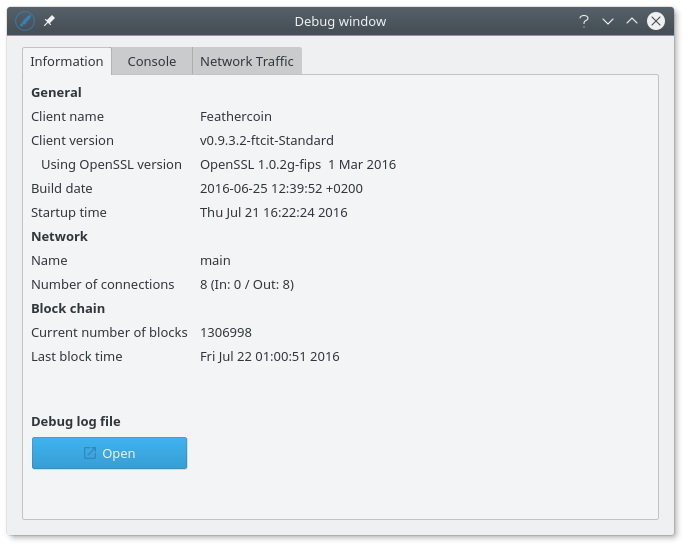 Debug window
Information Console Network Traffic
General
Client name Feathercoin
Client version v0.9.3.2-ftcit-Standard
Using OpenSSL version OpenSSL 1.0.2g-fips  1 Mar 2016
Build date 2016-06-25 12:39:52 +0200
Startup time Thu Jul 21 16:22:24 2016
Network
Name main
Number of connections 8 (In: 0 / Out: 8)
Block chain
Current number of blocks 1306998
Last block time Fri Jul 22 01:00:51 2016
Debug log file
Open